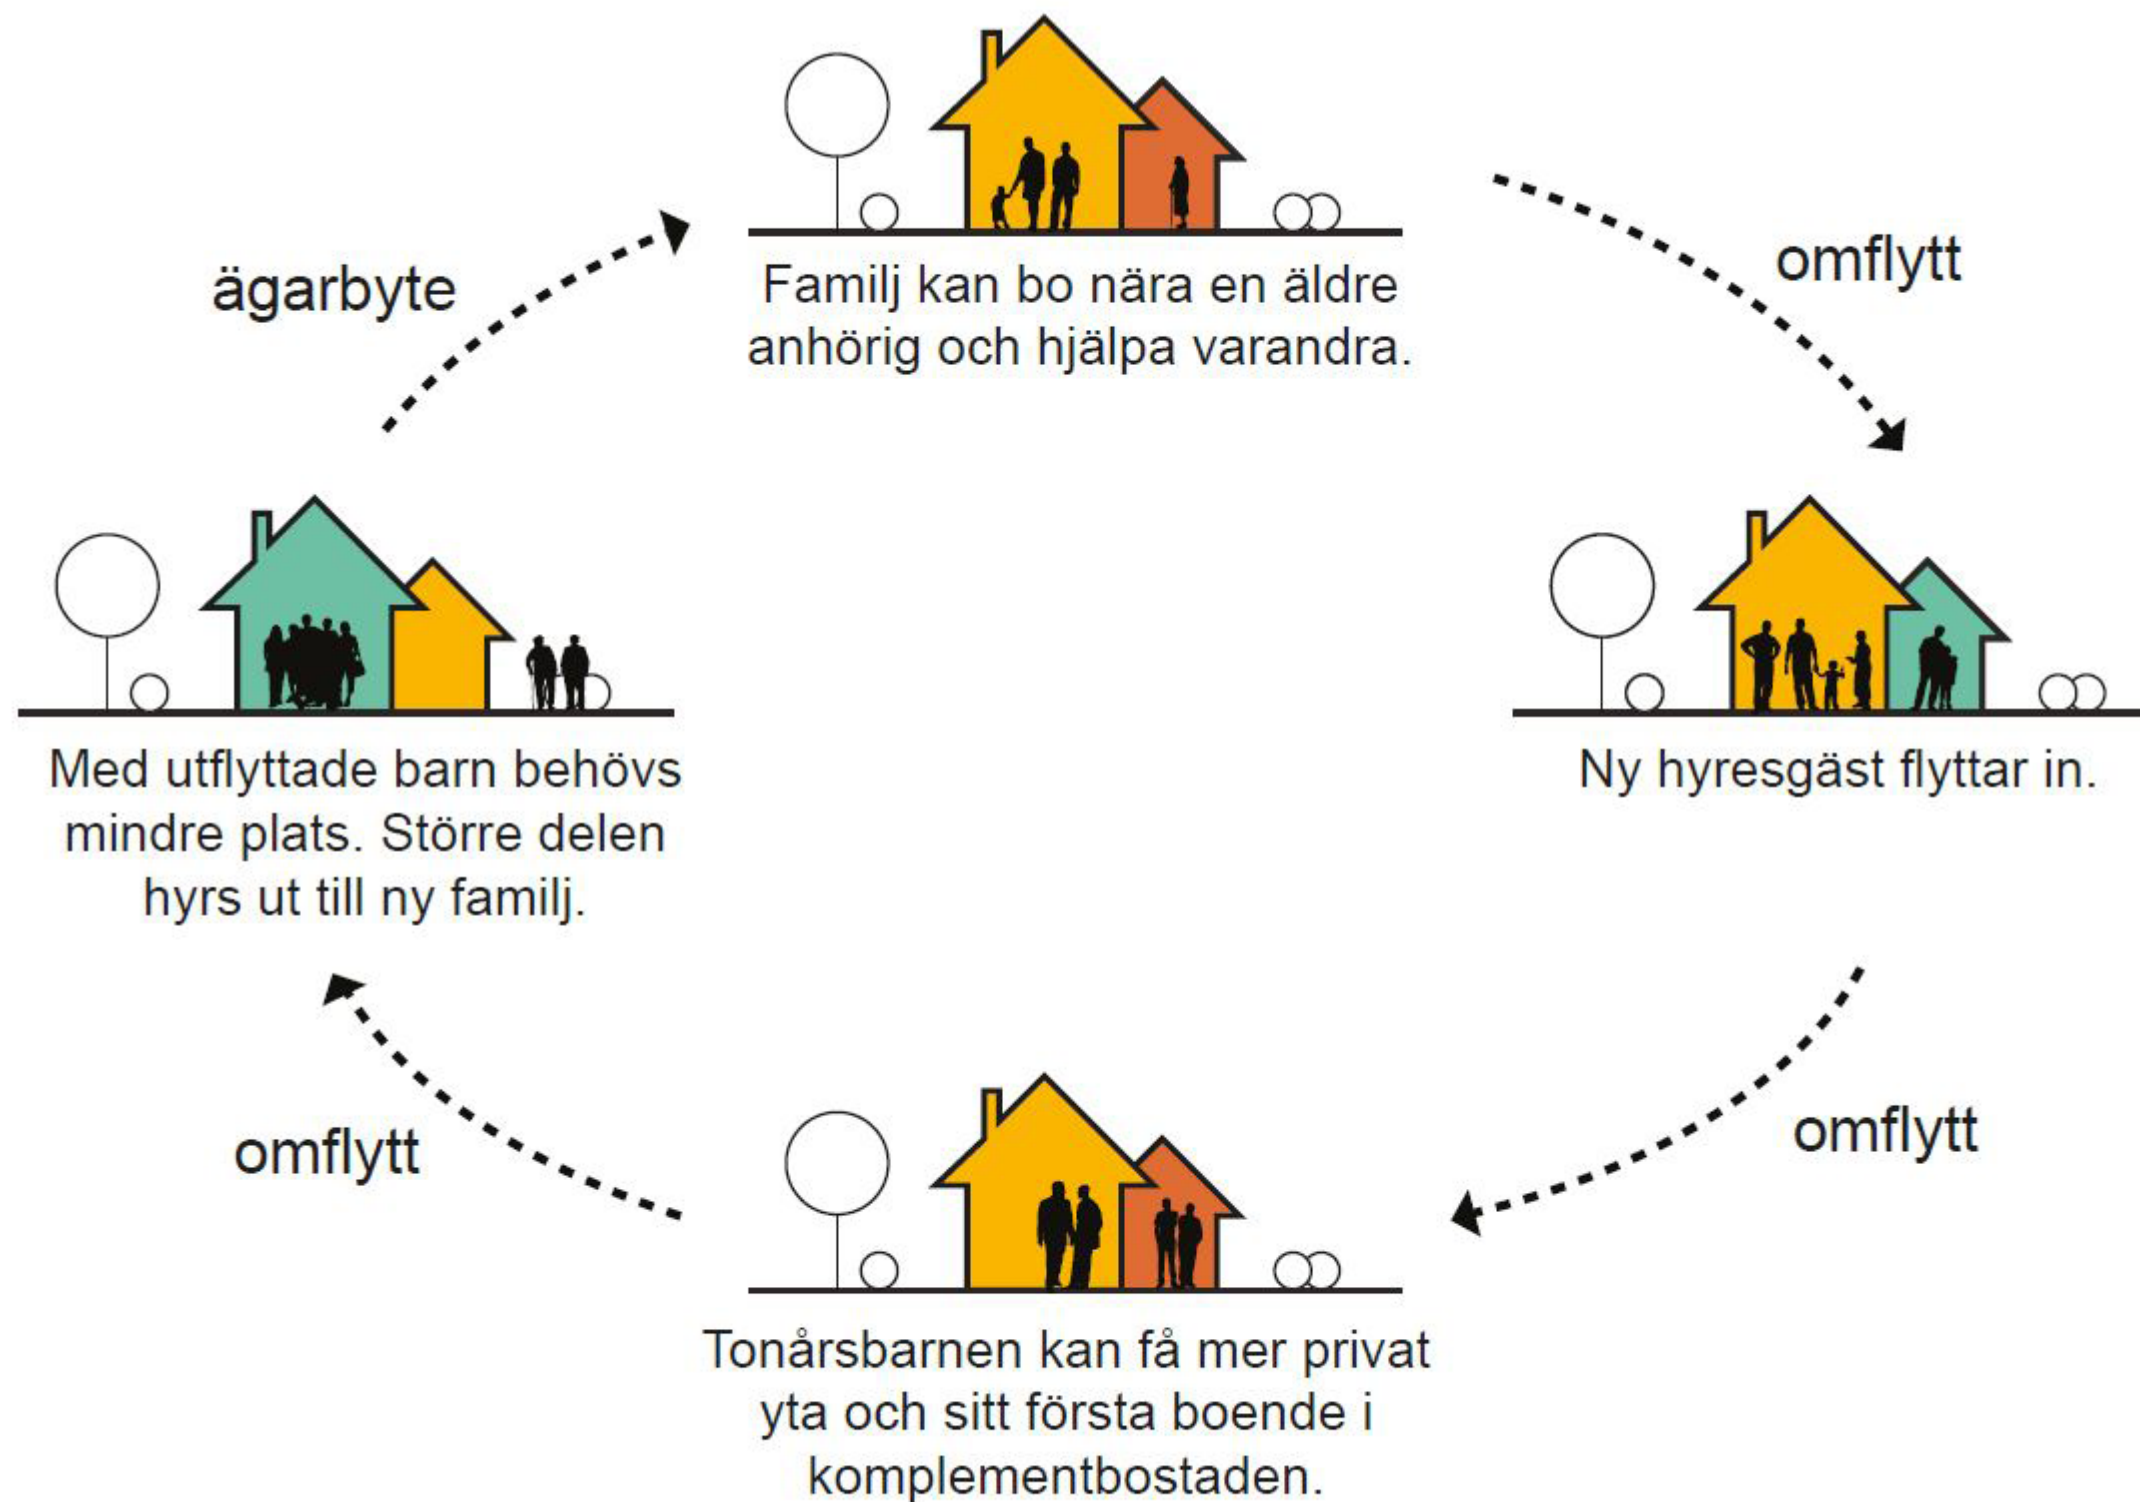 Familj kan bo nära en äldre
anhörig och hjälpa varandra.
omflytt
Ny hyresgäst flyttar in.
omflytt
Tonårsbarnen kan få mer privat
yta och sitt första boende i
komplementbostaden.
omflytt
Med utflyttade barn behövs
mindre plats. Större delen
hyrs ut till ny familj.
ägarbyte